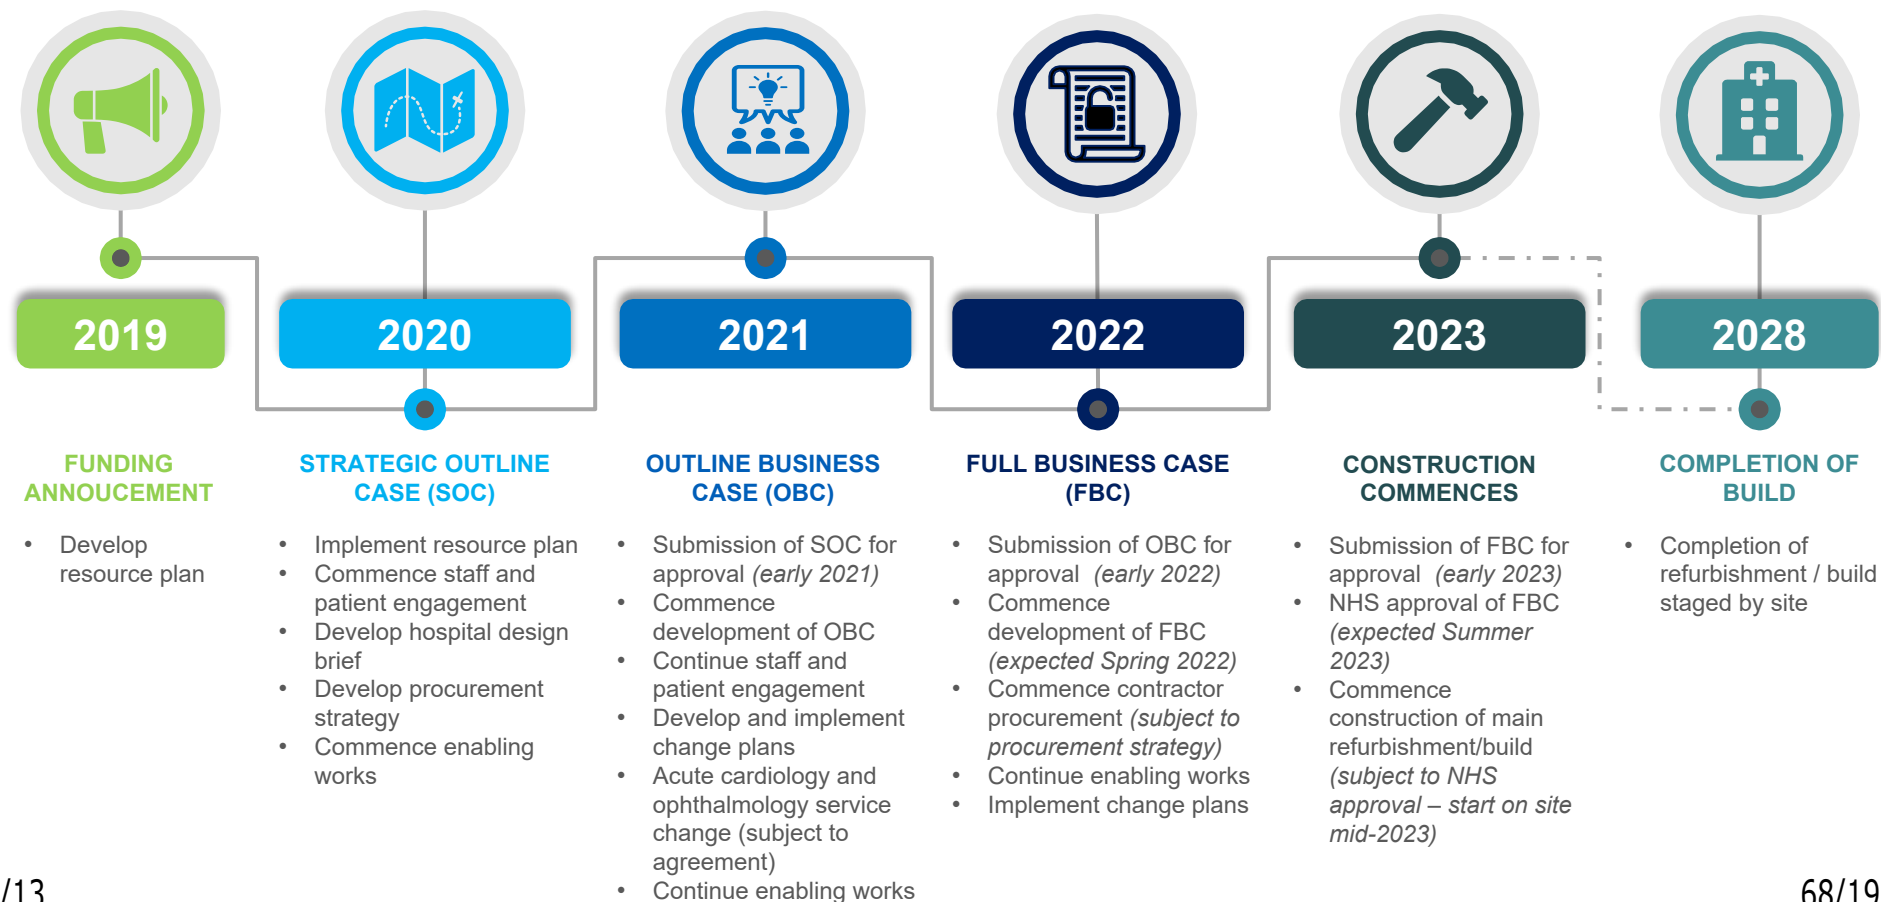 2019
2020
2021
2022
2023
2028
FUNDING
ANNOUCEMENT
• Develop
resource plan
STRATEGIC OUTLINE
CASE (SOC)
• Implement resource plan
• Commence staff and
patient engagement
• Develop hospital design
brief
• Develop procurement
strategy
• Commence enabling
works
OUTLINE BUSINESS
CASE (OBC)
• Submission of SOC for
approval (early 2021)
• Commence
development of OBC
• Continue staff and
patient engagement
• Develop and implement
change plans
• Acute cardiology and
ophthalmology service
change (subject to
agreement)
• Continue enabling works
FULL BUSINESS CASE
(FBC)
• Submission of OBC for
approval (early 2022)
• Commence
development of FBC
(expected Spring 2022)
• Commence contractor
procurement (subject to
procurement strategy)
• Continue enabling works
• Implement change plans
CONSTRUCTION
COMMENCES
• Submission of FBC for
approval (early 2023)
• NHS approval of FBC
(expected Summer
2023)
• Commence
construction of main
refurbishment/build
(subject to NHS
approval – start on site
mid-2023)
COMPLETION OF
BUILD
• Completion of
refurbishment / build
staged by site
/13
68/19